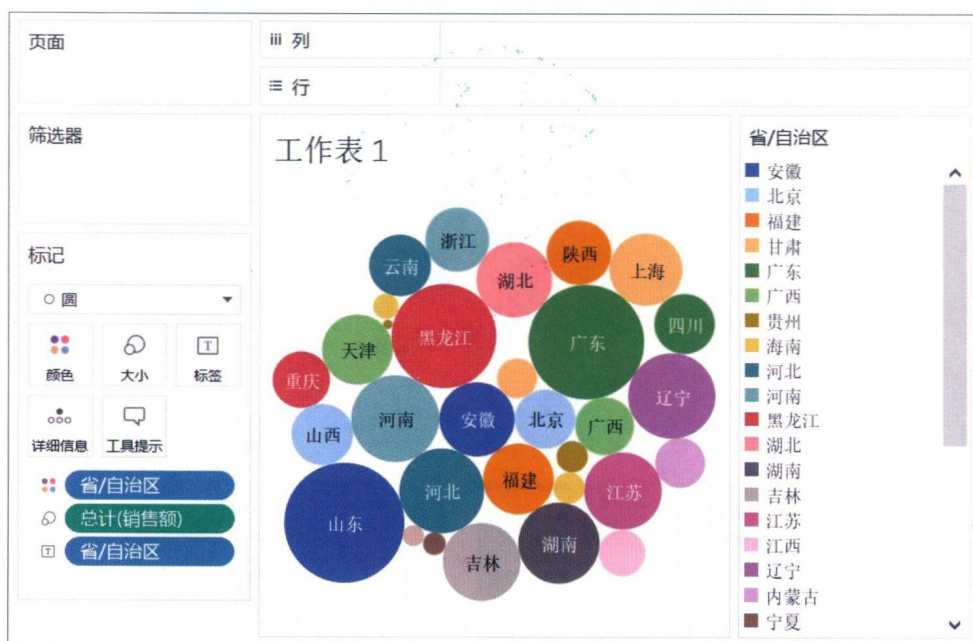 页面
iii 列
行
筛选器
工作表 1
标记
圆
颜色
大小
T
标签
详细信息
工具提示
省/自治区
总计(销售额)
T
省/自治区
浙江
云南
湖北
陕西
上海
黑龙江
广东
四川
天津
重庆
辽宁
山西
河南
安徽
北京
广西
河北
福建
江苏
山东
吉林
湖南
省/自治区
安徽
北京
福建
甘肃
广东
广西
贵州
海南
河北
河南
黑龙江
湖北
湖南
吉林
江苏
江西
辽宁
内蒙古
宁夏